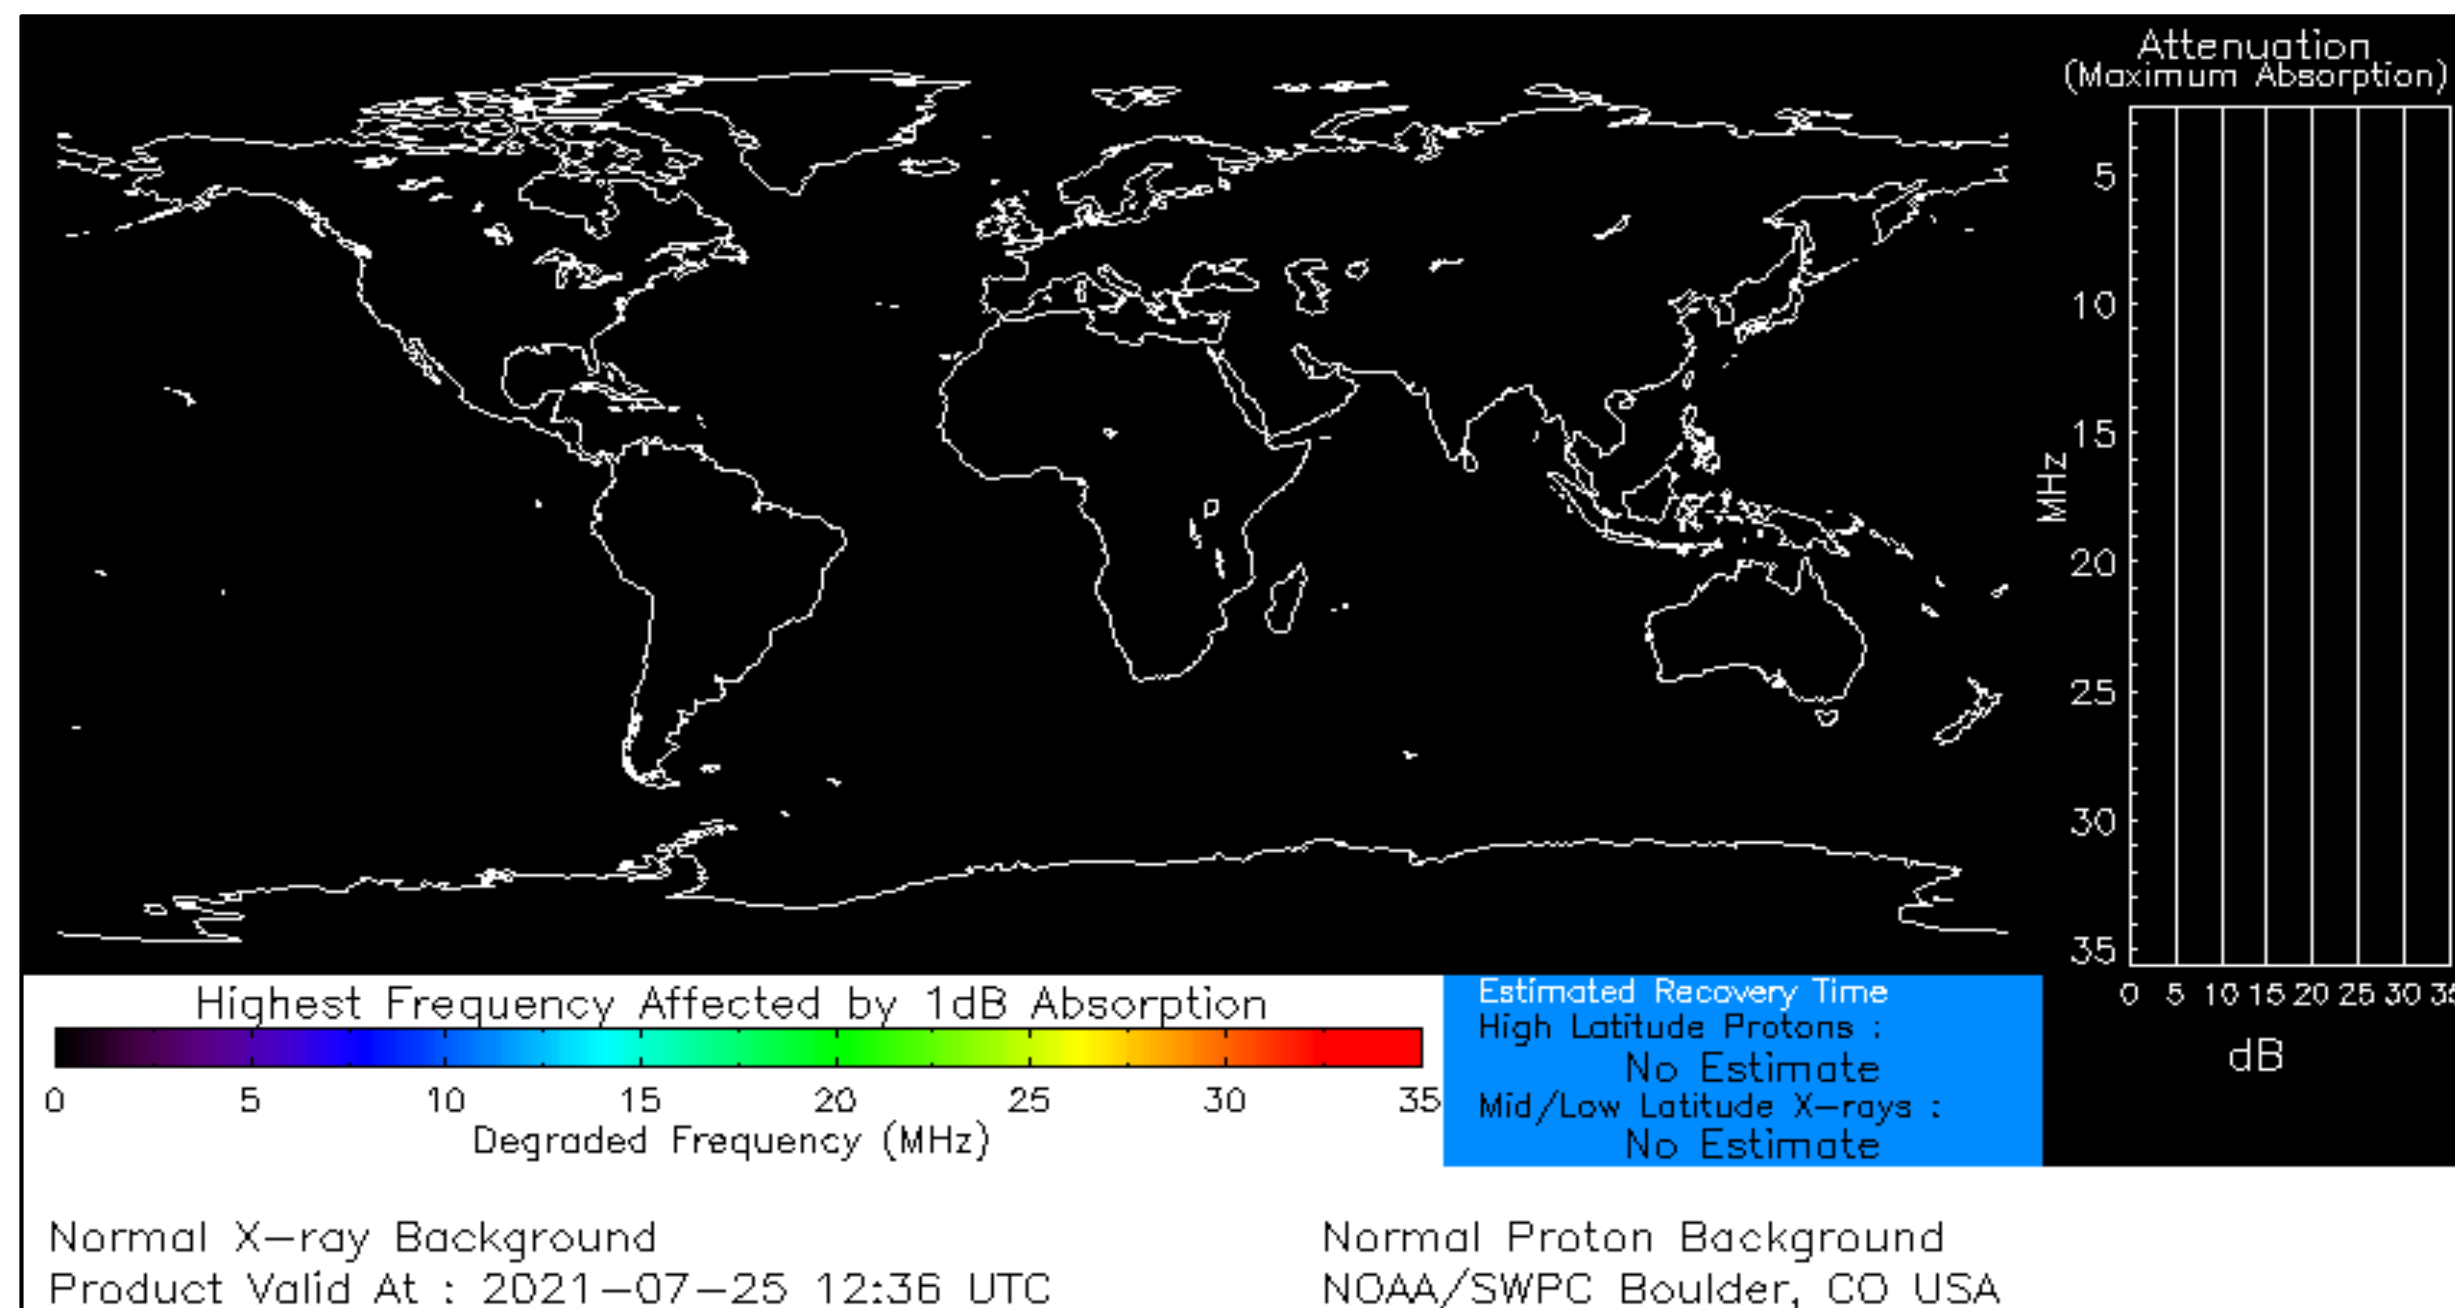 Attenuation
(Maximum Absorption)
5
10
15
MHz
20
25
30
35
0 5 10 15 20 25 30 35
dB
Highest Frequency Affected by 1dB Absorption
0 5 10 15 20 25 30 35
Degraded Frequency (MHz)
Estimated Recovery Time
High Latitude Protons :
No Estimate
Mid/Low Latitude X-rays :
No Estimate
Normal X-ray Background
Normal Proton Background
Product Valid At : 2021-07-25 12:36 UTC
NOAA/SWPC Boulder, CO USA